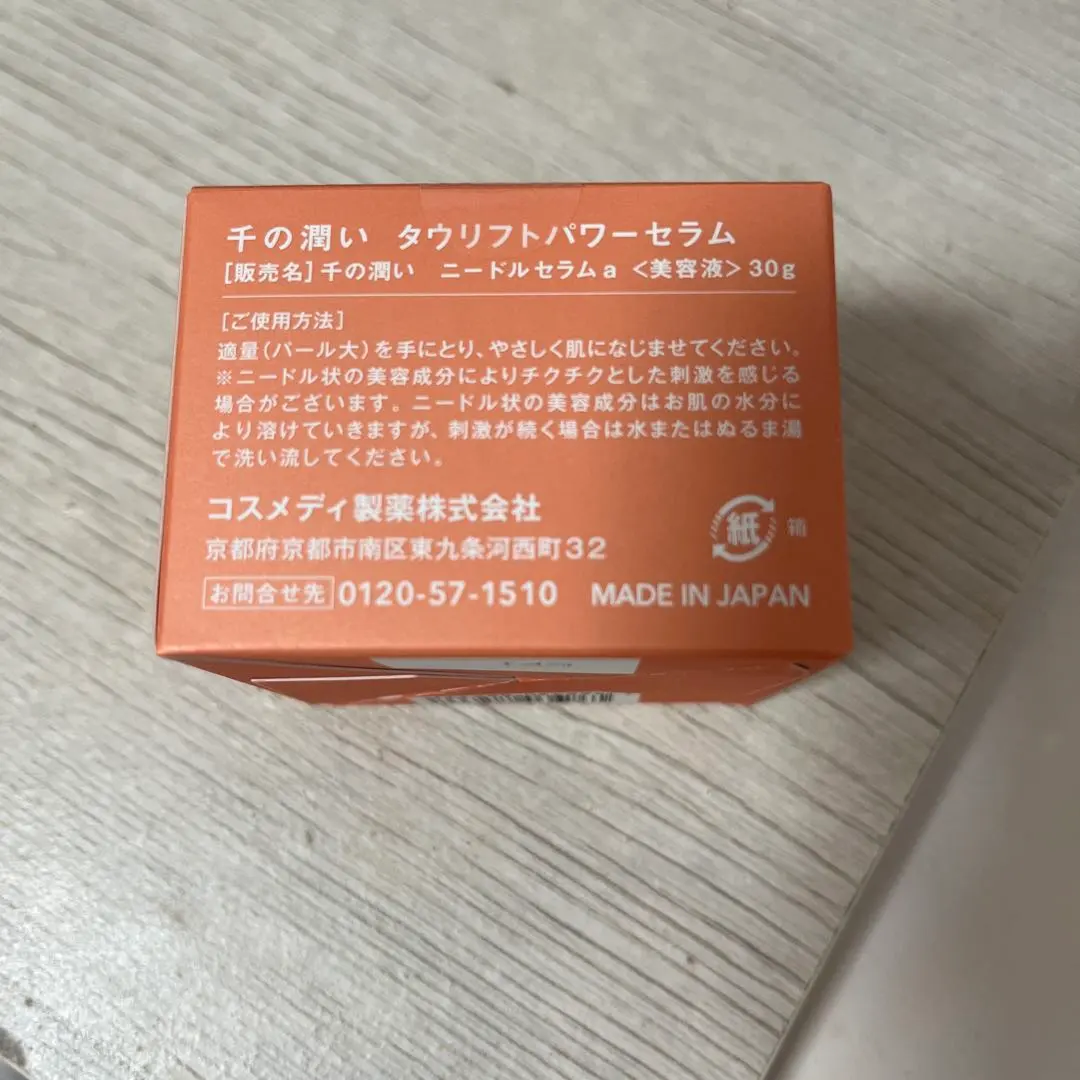 千の潤い タウリフトパワーセラム
[販売名]千の潤い ニードルセラムa <美容液>30g
[ご使用方法]
適量(パール大)を手にとり、やさしく肌になじませてください。
※ニードル状の美容成分によりチクチクとした刺激を感じる
場合がございます。ニードル状の美容成分はお肌の水分に
より溶けていきますが、刺激が続く場合は水またはぬるま湯
で洗い流してください。
コスメディ製薬株式会社
紙 箱
京都府京都市南区東九条河西町32
お問合せ先 0120-57-1510 MADE IN JAPAN